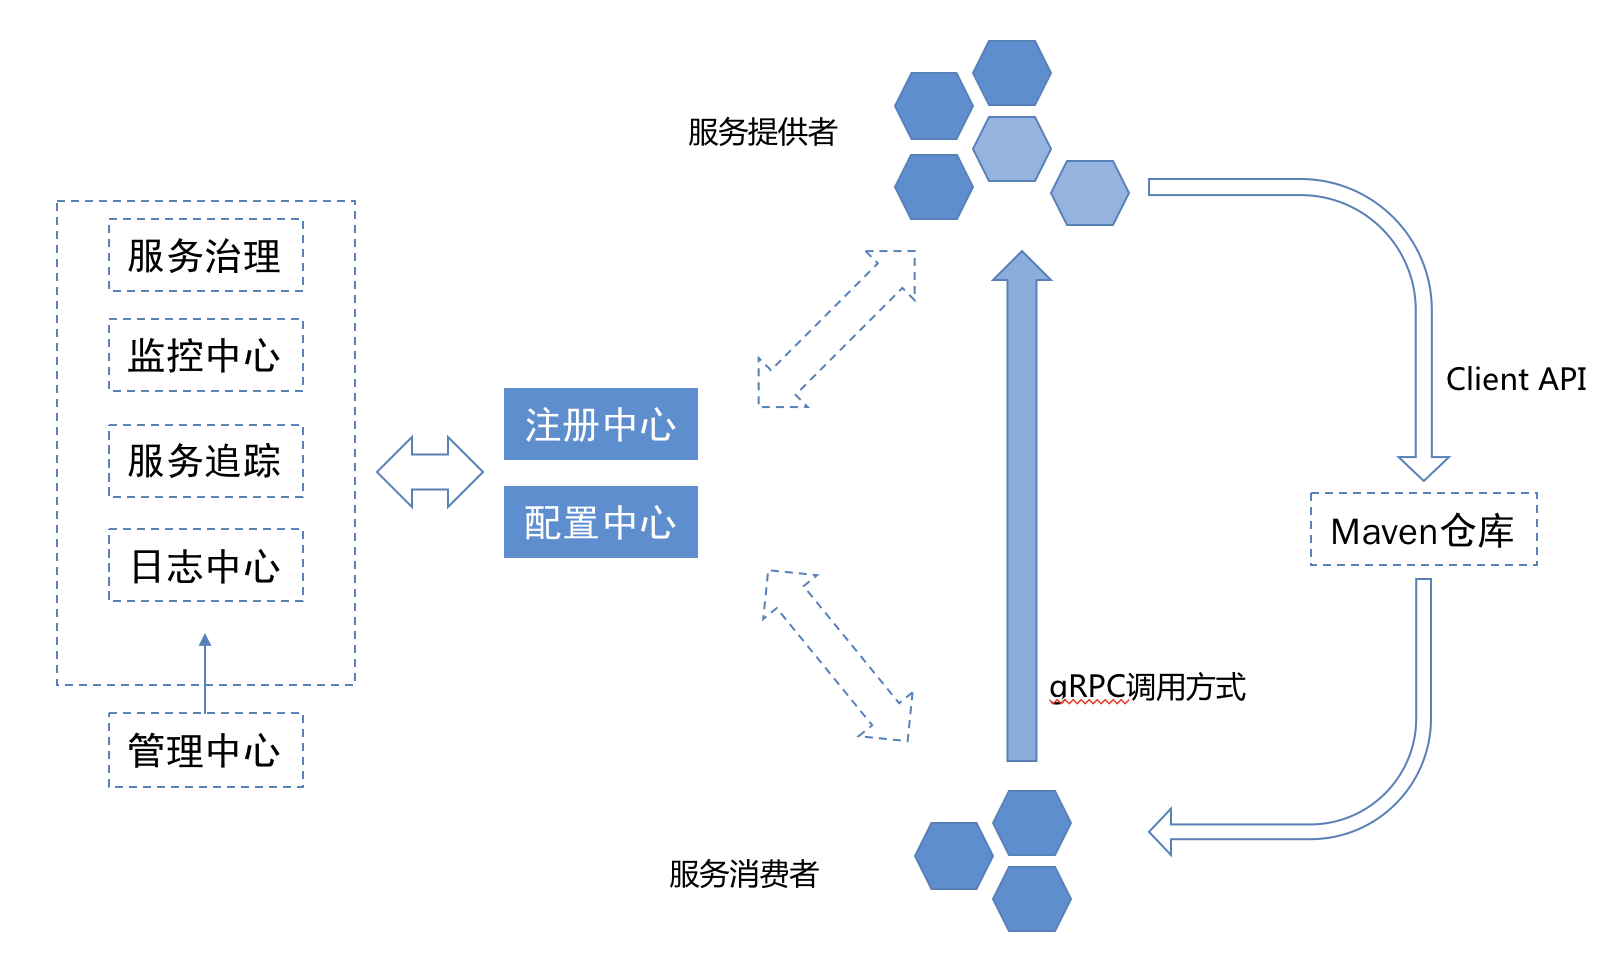 服务提供者
服务治理
监控中心
服务追踪
日志中心
管理中心
注册中心
配置中心
Client API
Maven仓库
gRPC调用方式
服务消费者